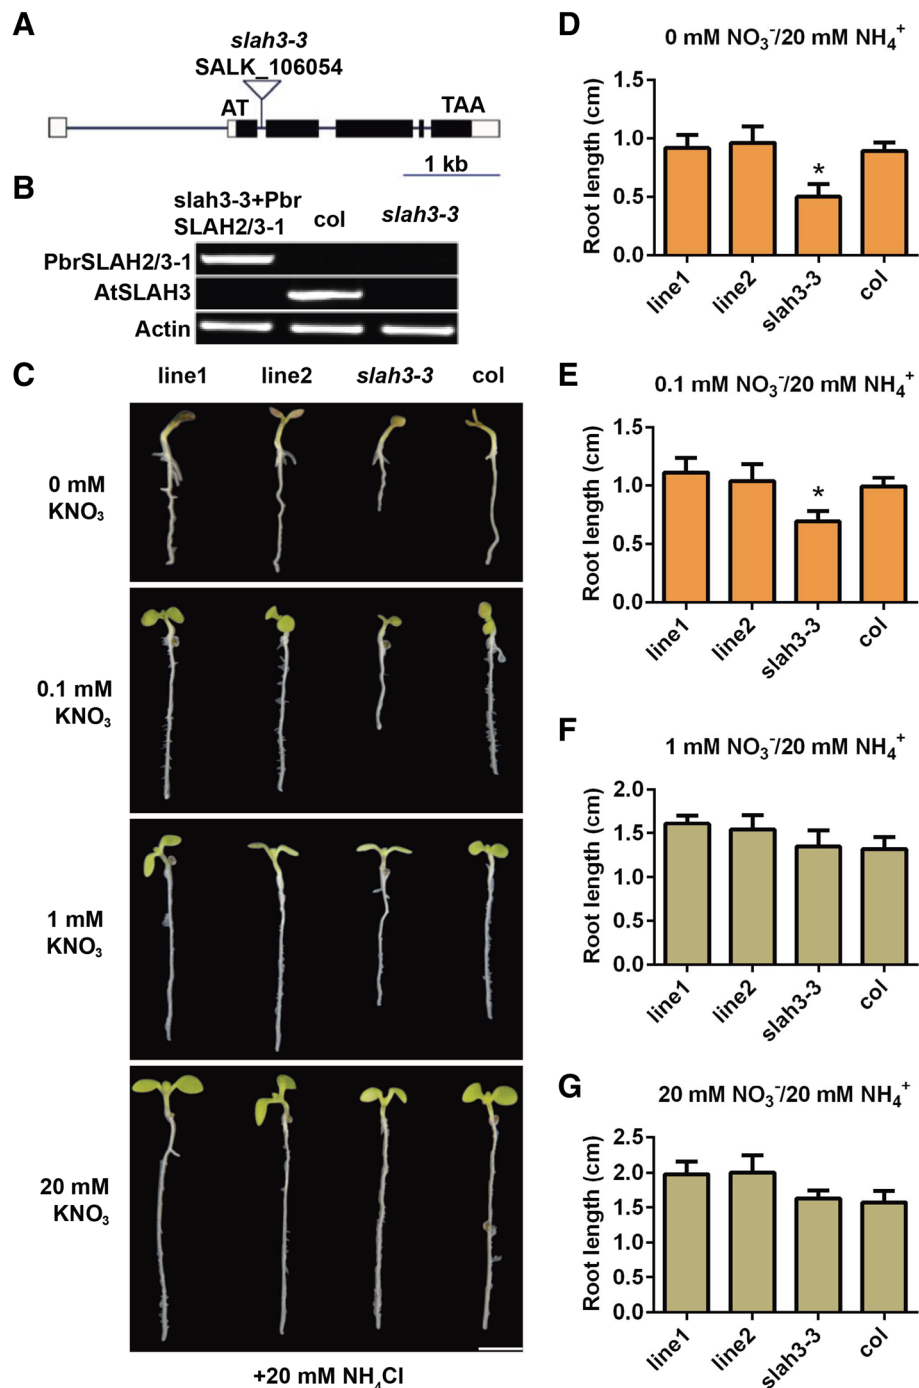 A
slah3-3
SALK_106054
AT
TAA
1 kb
B
slah3-3+Pbr
SLAH2/3-1
col
slah3-3
PbrSLAH2/3-1
AtSLAH3
Actin
C
line1 line2 slah3-3 col
0 mM
KNO₃
0.1 mM
KNO₃
1 mM
KNO₃
20 mM
KNO₃
+20 mM NH₄Cl
D
0 mM NO₃⁻/20 mM NH₄⁺
Root length (cm)
1.5
1.0
0.5
0.0
*
line1 line2 slah3-3 col
E
0.1 mM NO₃⁻/20 mM NH₄⁺
Root length (cm)
1.5
1.0
0.5
0.0
*
line1 line2 slah3-3 col
F
1 mM NO₃⁻/20 mM NH₄⁺
Root length (cm)
2.0
1.5
1.0
0.5
0.0
line1 line2 slah3-3 col
G
20 mM NO₃⁻/20 mM NH₄⁺
Root length (cm)
2.5
2.0
1.5
1.0
0.5
0.0
line1 line2 slah3-3 col